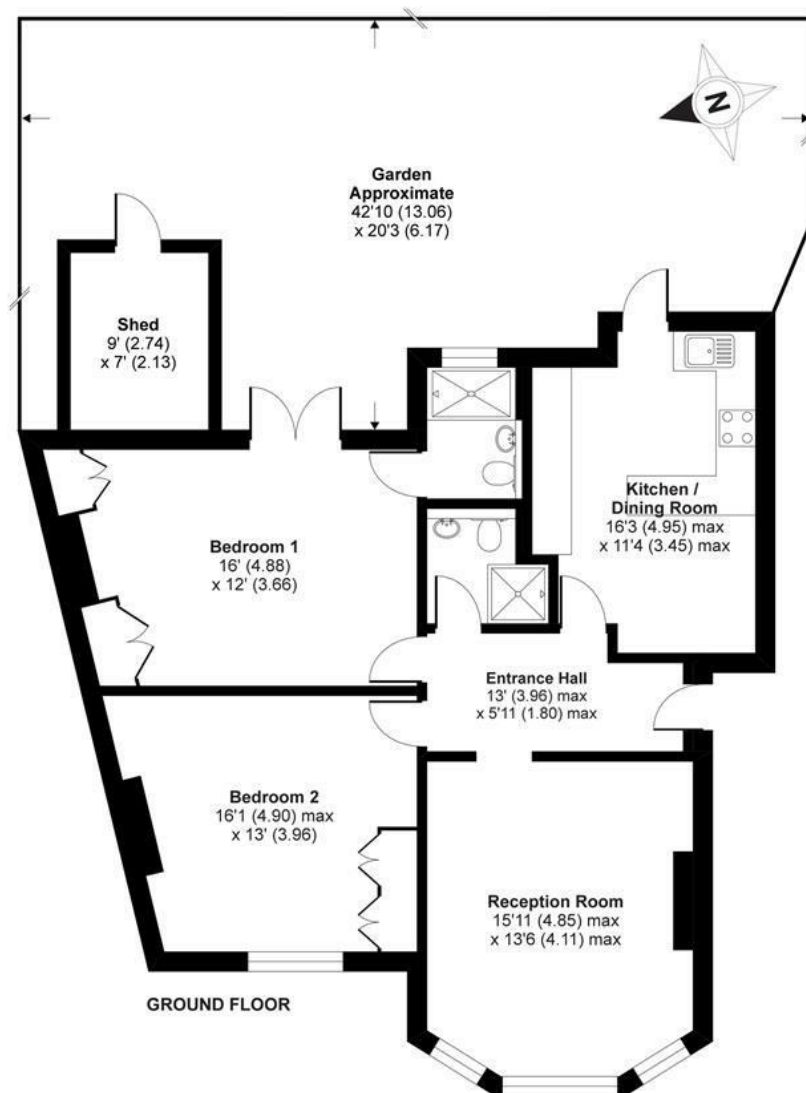 N
Garden
Approximate
42'10 (13.06)
x 20'3 (6.17)
Shed
9' (2.74)
x 7' (2.13)
Kitchen /
Dining Room
16'3 (4.95) max
x 11'4 (3.45) max
Bedroom 1
16' (4.88)
x 12' (3.66)
Entrance Hall
13' (3.96) max
x 5'11 (1.80) max
Bedroom 2
16'1 (4.90) max
x 13' (3.96)
Reception Room
15'11 (4.85) max
x 13'6 (4.11) max
GROUND FLOOR